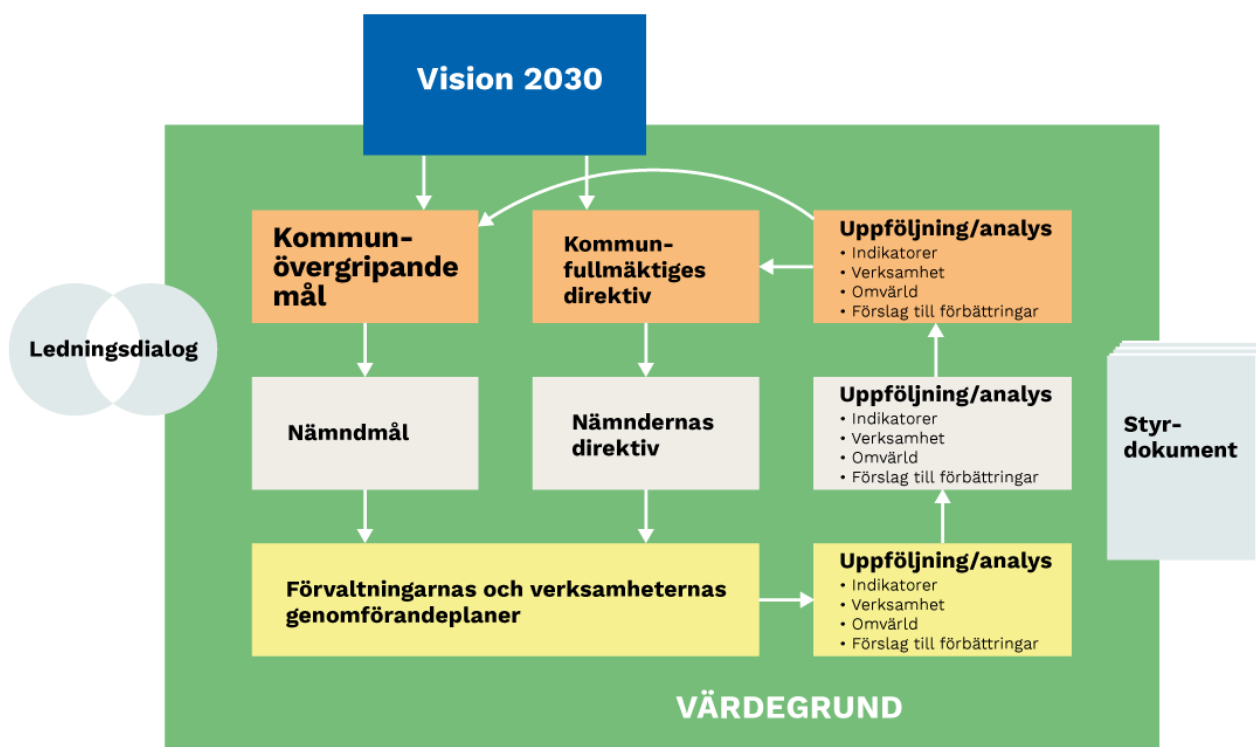 Vision 2030
Kommun-
övergripande
mål
Kommun-
fullmäktiges
direktiv
Uppföljning/analys
• Indikatorer
• Verksamhet
• Omvärld
• Förslag till förbättringar
Ledningsdialog
Nämndmål
Nämndernas
direktiv
Uppföljning/analys
• Indikatorer
• Verksamhet
• Omvärld
• Förslag till förbättringar
Styr-
dokument
Förvaltningarnas och verksamheternas
genomförandeplaner
Uppföljning/analys
• Indikatorer
• Verksamhet
• Omvärld
• Förslag till förbättringar
VÄRDEGRUND